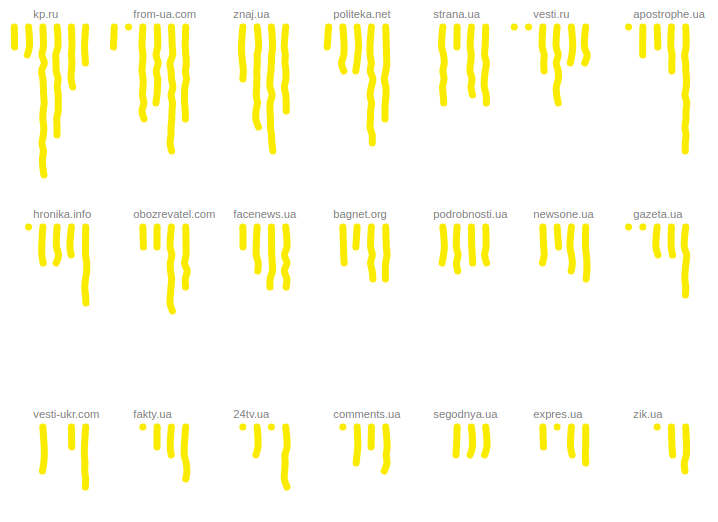 kp.ru from-ua.com znaj.ua politeka.net strana.ua vesti.ru apostrophe.ua
hronika.info obozrevatel.com facenews.ua bagnet.org podrobnosti.ua newsone.ua gazeta.ua
vesti-ukr.com fakty.ua 24tv.ua comments.ua segodnya.ua expres.ua zik.ua